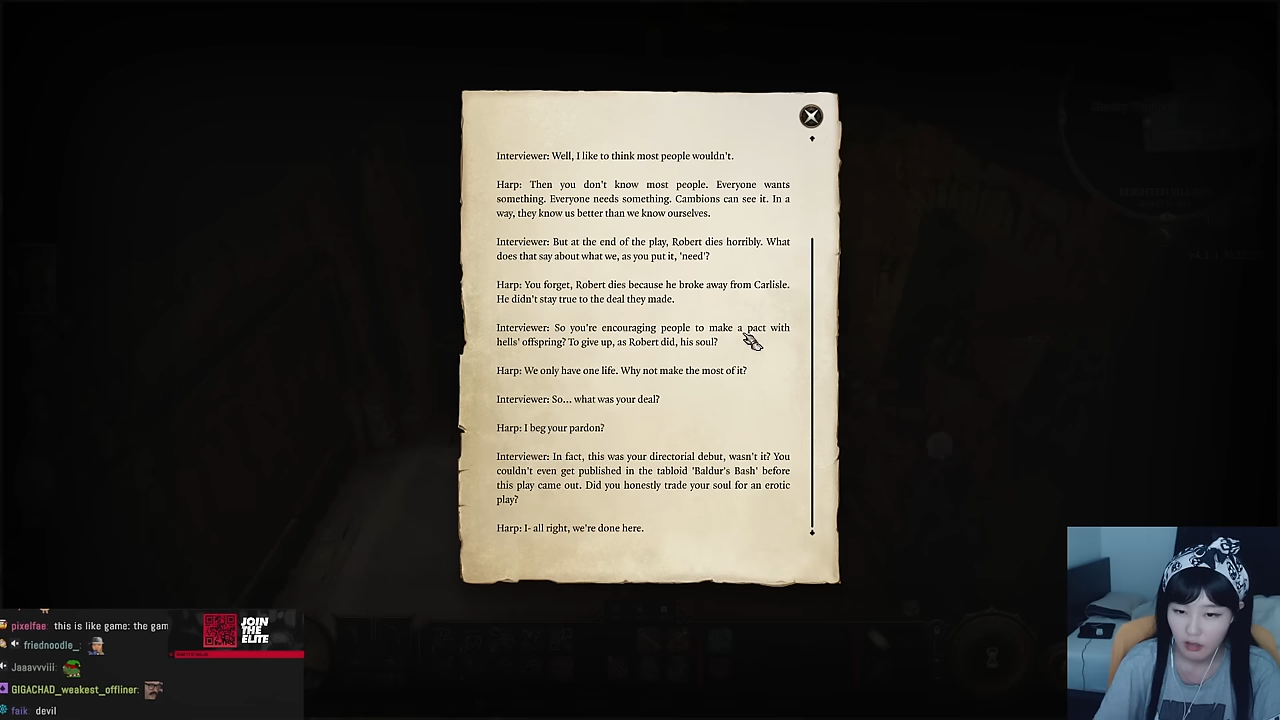 Interviewer: Well, I like to think most people wouldn't.
Harp: Then you don't know most people. Everyone wants
something. Everyone needs something. Cambions can see it. In a
way, they know us better than we know ourselves.
Interviewer: But at the end of the play, Robert dies horribly. What
does that say about what we, as you put it, 'need'?
Harp: You forget, Robert dies because he broke away from Carlisle.
He didn't stay true to the deal they made.
Interviewer: So you're encouraging people to make a pact with
hells' offspring? To give up, as Robert did, his soul?
Harp: We only have one life. Why not make the most of it?
Interviewer: So... what was your deal?
Harp: I beg your pardon?
Interviewer: In fact, this was your directorial debut, wasn't it? You
couldn't even get published in the tabloid 'Baldur's Bash' before
this play came out. Did you honestly trade your soul for an erotic
play?
Harp: I- all right, we're done here.
pixelfae: this is like game: the gam
friednoodle_:
Jaaavvviii:
GIGACHAD_weakest_offliner:
faik: devil
JOIN
THE
ELITE